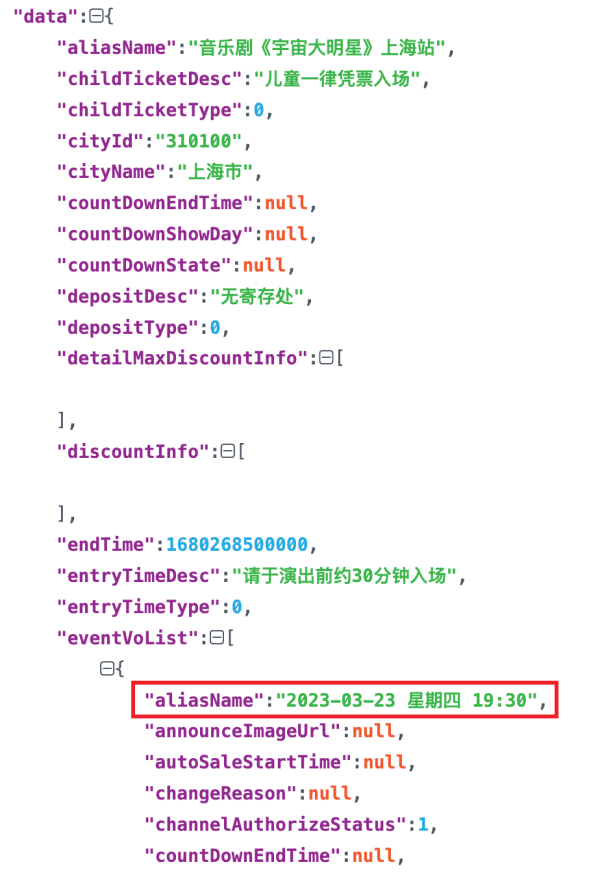 "data":{
"aliasName":"音乐剧《宇宙大明星》上海站",
"childTicketDesc":"儿童一律凭票入场",
"childTicketType":0,
"cityId":"310100",
"cityName":"上海市",
"countDownEndTime":null,
"countDownShowDay":null,
"countDownState":null,
"depositDesc":"无寄存处",
"depositType":0,
"detailMaxDiscountInfo":[
],
"discountInfo":[
],
"endTime":1680268500000,
"entryTimeDesc":"请于演出前约30分钟入场",
"entryTimeType":0,
"eventVoList":[
{
"aliasName":"2023-03-23 星期四 19:30",
"announceImageUrl":null,
"autoSaleStartTime":null,
"changeReason":null,
"channelAuthorizeStatus":1,
"countDownEndTime":null,